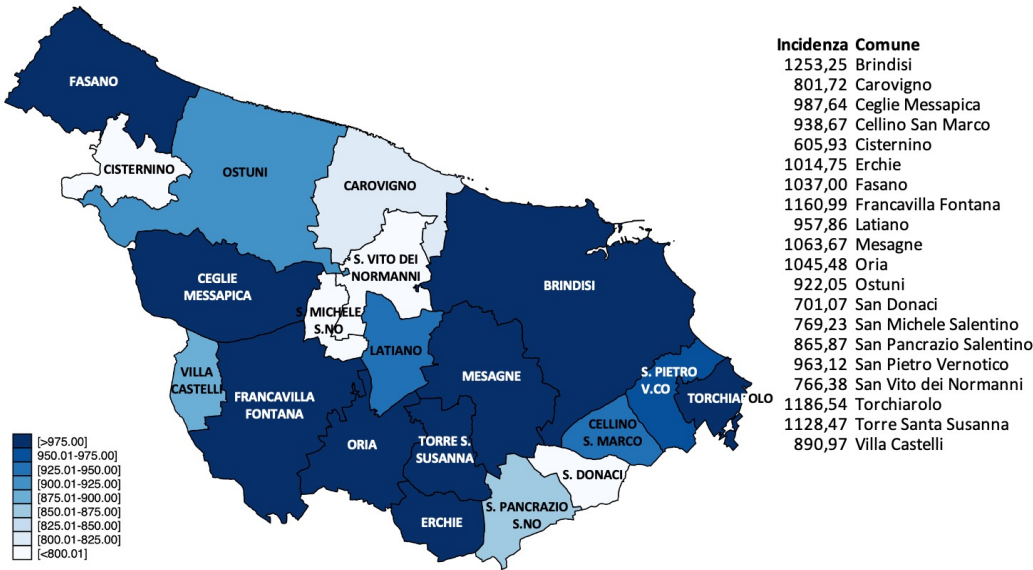 FASANO
CISTERNINO
OSTUNI
CAROVIGNO
S. VITO DEI
NORMANNI
CEGLIE
MESSAPICA
BRINDISI
S. MICHELE
S.NO
LATIANO
VILLA
CASTELLI
MESAGNE
S. PIETRO
V.CO
TORCHIAROLO
FRANCAVILLA
FONTANA
CELLINO
S. MARCO
ORIA
TORRE S.
SUSANNA
S. DONACI
S. PANCRAZIO
S.NO
ERCHIE
[>975.00]
950.01-975.00]
[925.01-950.00]
[900.01-925.00]
[875.01-900.00]
[850.01-875.00]
[825.01-850.00]
[800.01-825.00]
[<800.01]
Incidenza Comune
1253,25 Brindisi
801,72 Carovigno
987,64 Ceglie Messapica
938,67 Cellino San Marco
605,93 Cisternino
1014,75 Erchie
1037,00 Fasano
1160,99 Francavilla Fontana
957,86 Latiano
1063,67 Mesagne
1045,48 Oria
922,05 Ostuni
701,07 San Donaci
769,23 San Michele Salentino
865,87 San Pancrazio Salentino
963,12 San Pietro Vernotico
766,38 San Vito dei Normanni
1186,54 Torchiarolo
1128,47 Torre Santa Susanna
890,97 Villa Castelli